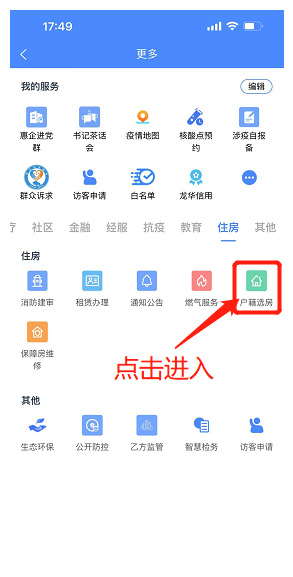 17:49
更多
我的服务
编辑
惠企进党
群
书记茶话
会
疫情地图
核酸点预
约
涉疫自报
备
群众诉求
访客申请
白名单
龙华信用
疗 社区 金融 经服 抗疫 教育 住房 其他
住房
消防建审
租赁办理
通知公告
燃气服务
户籍选房
保障房维
修
点击进入
其他
生态环保
公开防控
乙方监管
智慧检务
访客申请